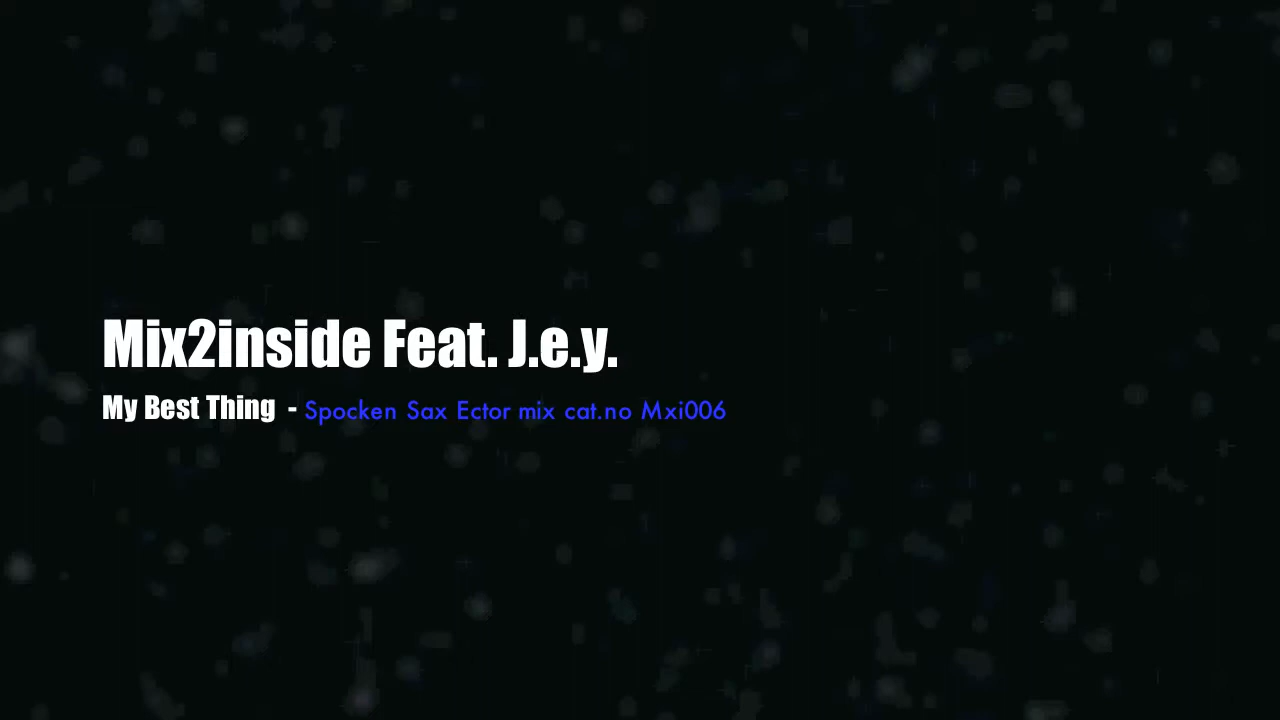 Mix2inside Feat. J.e.y.
My Best Thing - Spocken Sax Ector mix cat.no Mxi006